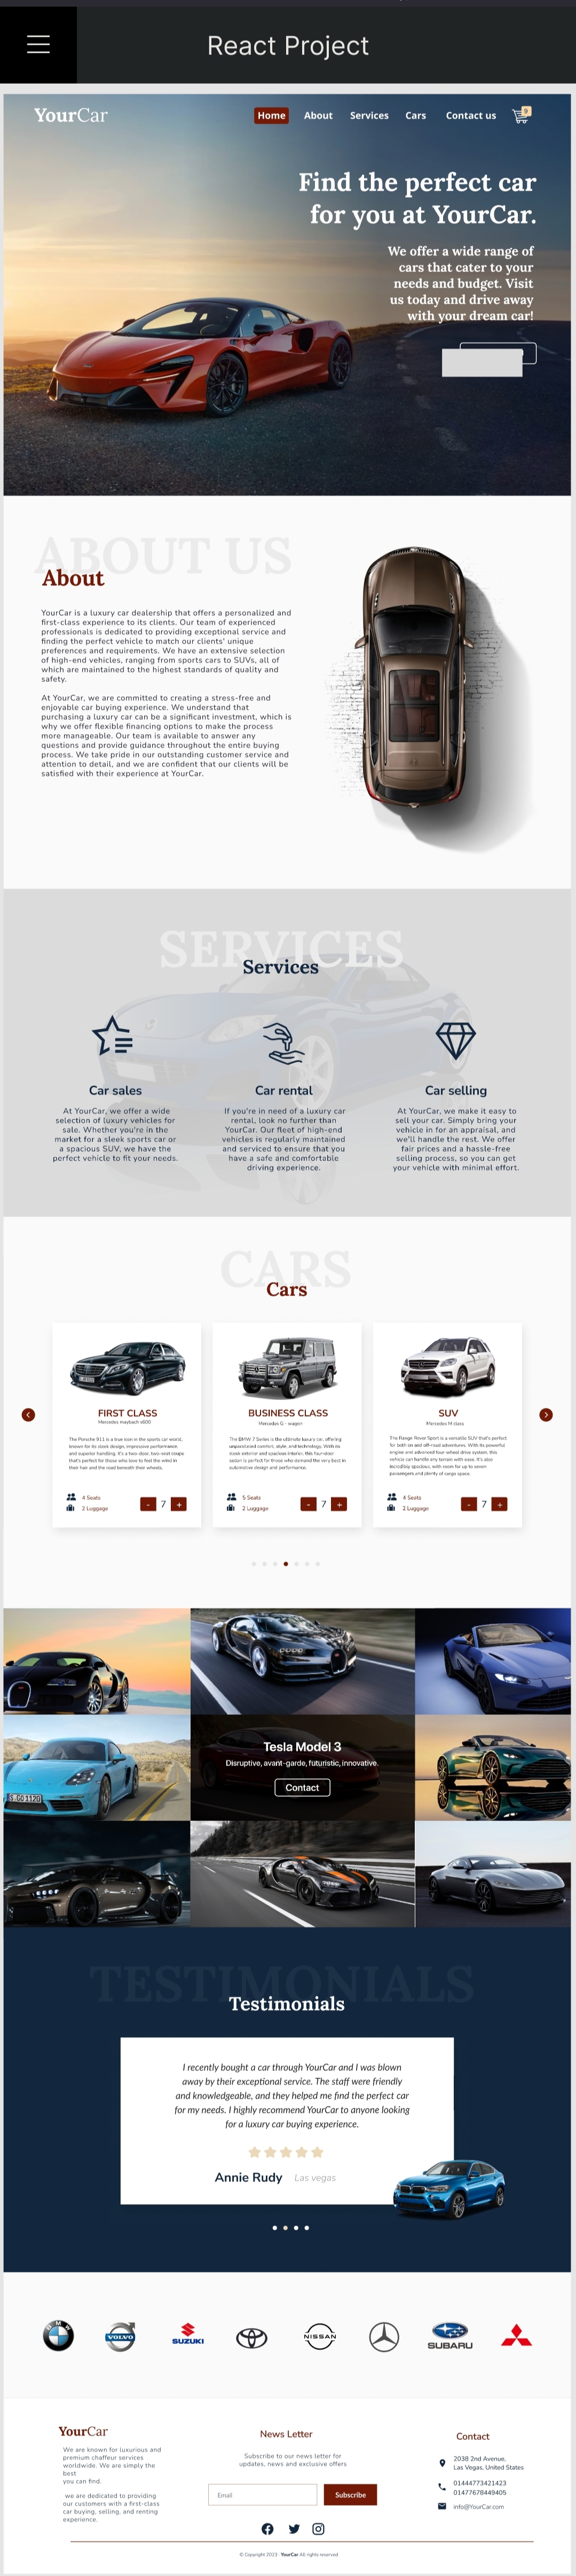 React Project
YourCar
Home About Services Cars Contact us
Find the perfect car
for you at YourCar.
We offer a wide range of
cars that cater to your
needs and budget. Visit
us today and drive away
with your dream car!
ABOUT US
About
YourCar is a luxury car dealership that offers a personalized and
first-class experience to its clients. Our team of experienced
professionals is dedicated to providing exceptional service and
finding the perfect vehicle to match our clients' unique
preferences and requirements. We have an extensive selection
of high-end vehicles, ranging from sports cars to SUVs, all of
which are maintained to the highest standards of quality and
safety.
At YourCar, we are committed to creating a stress-free and
enjoyable car buying experience. We understand that
purchasing a luxury car can be a significant investment, which is
why we offer flexible financing options to make the process
more manageable. Our team is available to answer any
questions and provide guidance throughout the entire buying
process. We take pride in our outstanding customer service and
attention to detail, and we are confident that our clients will be
satisfied with their experience at YourCar.
SERVICES
Services
Car sales
At YourCar, we offer a wide
selection of luxury vehicles for
sale. Whether you're in the
market for a sleek sports car or
a spacious SUV, we have the
perfect vehicle to fit your needs.
Car rental
If you're in need of a luxury car
rental, look no further than
YourCar. Our fleet of high-end
vehicles is regularly maintained
and serviced to ensure that you
have a safe and comfortable
driving experience.
Car selling
At YourCar, we make it easy to
sell your car. Simply bring your
vehicle in for an appraisal, and
we'll handle the rest. We offer
fair prices and a hassle-free
selling process, so you can get
your vehicle with minimal effort.
CARS
Cars
FIRST CLASS
Mercedes maybach s600
The Porsche 911 is a true icon in the sports car world,
known for its sleek design, impressive performance,
and superior handling. It's a two-door, two-seat coupe
that's perfect for those who love to feel the wind in
their hair and the road beneath their wheels.
4 Seats
2 Luggage
- 7 +
BUSINESS CLASS
Mercedes G - wagon
The BMW 7 Series is the ultimate luxury car, offering
unparalleled comfort, style, and technology. With its
sleek exterior and spacious interior, this four-door
sedan is perfect for those who demand the very best in
automotive design and performance.
5 Seats
2 Luggage
- 7 +
SUV
Mercedes M class
The Range Rover Sport is a versatile SUV that's perfect
for both on and off-road adventures. With its powerful
engine and advanced four-wheel drive system, this
vehicle can handle any terrain with ease. It's also
incredibly spacious, with room for up to seven
passengers and plenty of cargo space.
4 Seats
2 Luggage
- 7 +
Tesla Model 3
Disruptive, avant-garde, futuristic, innovative.
Contact
S·GO 1120
TESTIMONIALS
Testimonials
I recently bought a car through YourCar and I was blown
away by their exceptional service. The staff were friendly
and knowledgeable, and they helped me find the perfect car
for my needs. I highly recommend YourCar to anyone looking
for a luxury car buying experience.
Annie Rudy Las vegas
BMW
VOLVO
SUZUKI
NISSAN
SUBARU
YourCar
We are known for luxurious and
premium chaffeur services
worldwide. We are simply the
best
you can find.
we are dedicated to providing
our customers with a first-class
car buying, selling, and renting
experience.
News Letter
Subscribe to our news letter for
updates, news and exclusive offers
Email
Subscribe
Contact
2038 2nd Avenue,
Las Vegas, United States
01444773421423
01477678449405
info@YourCar.com
© Copyright 2023 · YourCar All rights reserved